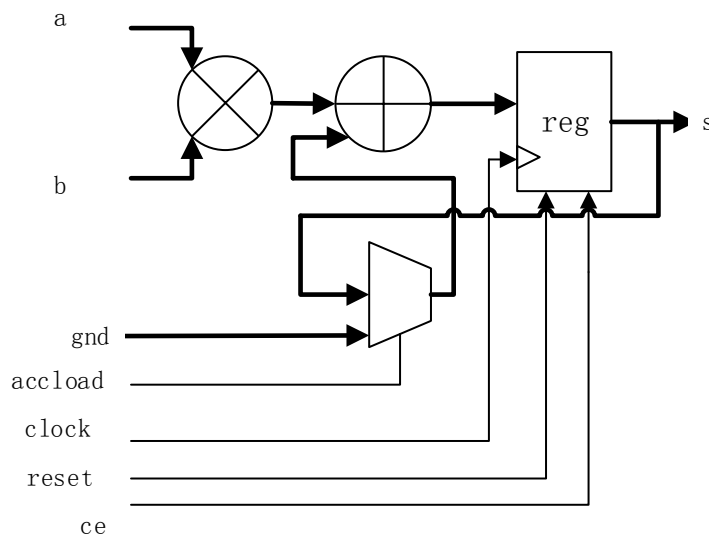 a
reg
s
b
gnd
accload
clock
reset
ce